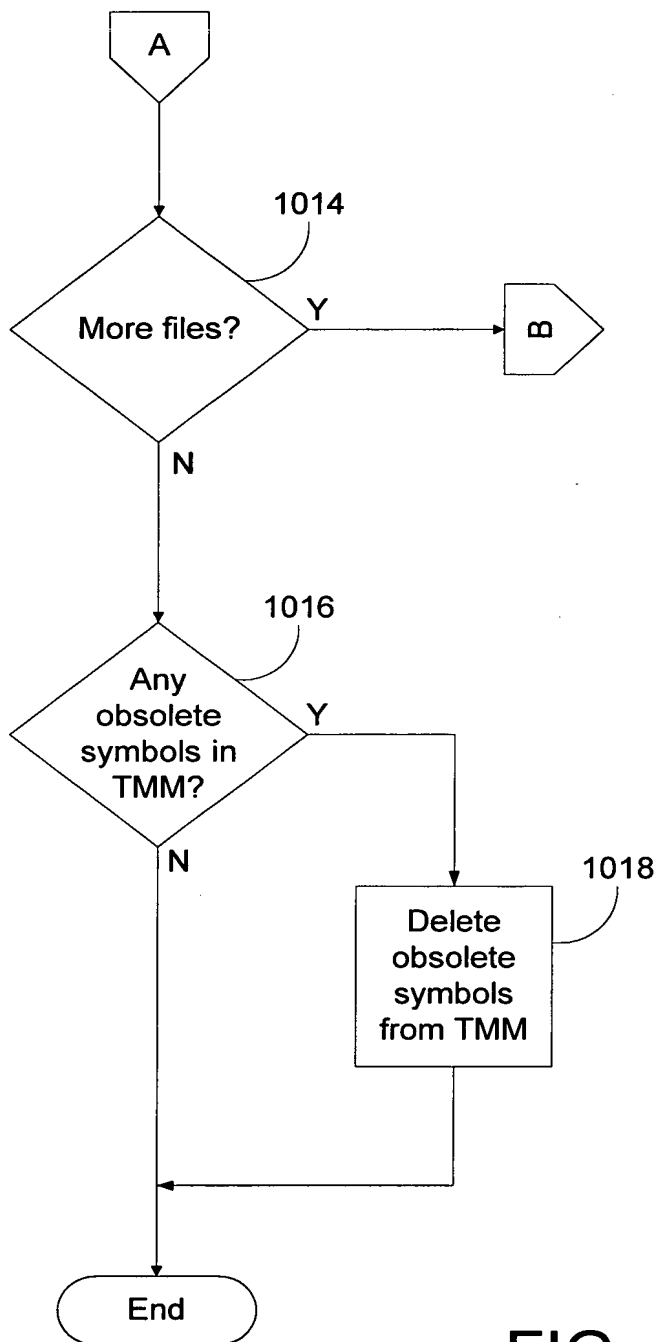 A
1014
More files?
Y
B
N
1016
Any
obsolete
symbols in
TMM?
Y
N
1018
Delete
obsolete
symbols
from TMM
End
FIG